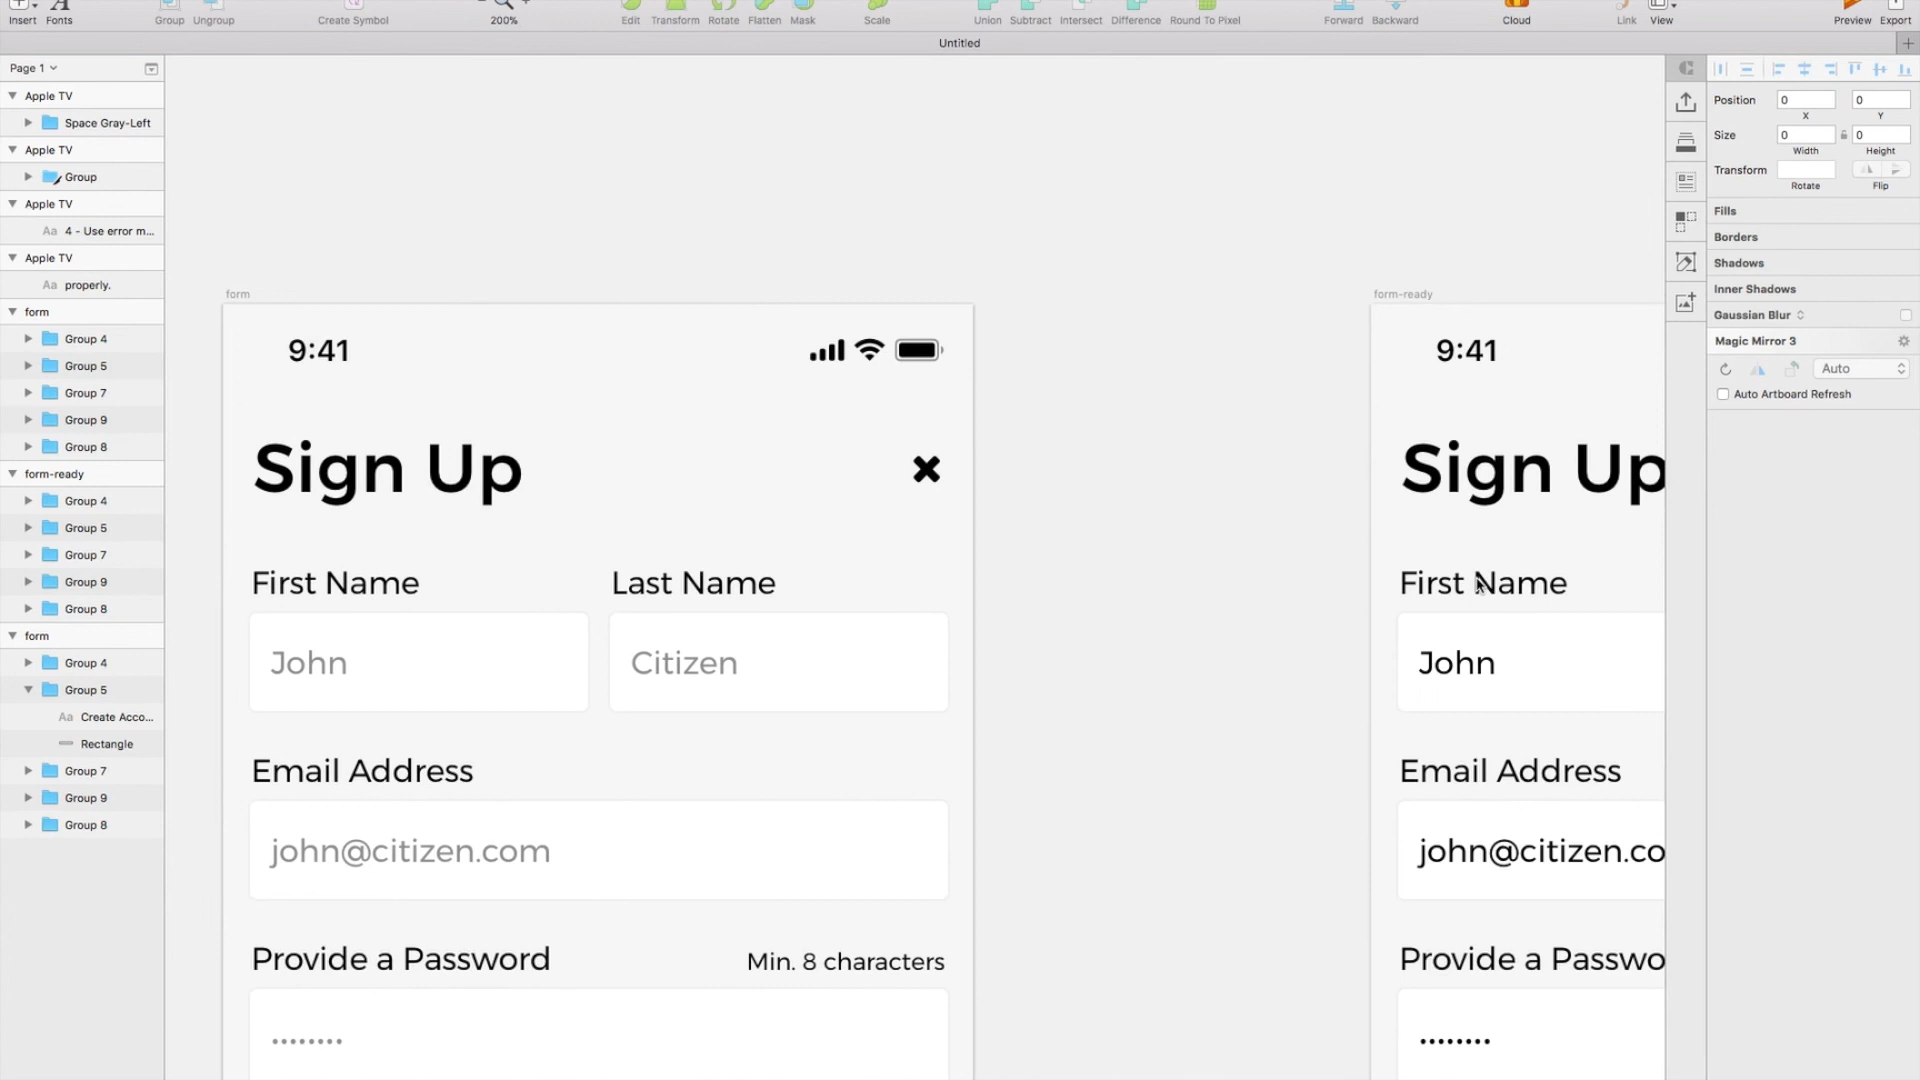 Insert
Fonts
Group
Ungroup
Create Symbol
200%
Edit
Transform
Rotate
Flatten
Mask
Scale
Union
Subtract
Intersect
Difference
Round To Pixel
Forward
Backward
Cloud
Link
View
Preview
Export
Untitled
Page 1
Apple TV
Space Gray-Left
Apple TV
Group
Apple TV
Aa 4 - Use error m...
Apple TV
Aa properly.
form
Group 4
Group 5
Group 7
Group 9
Group 8
form-ready
Group 4
Group 5
Group 7
Group 9
Group 8
form
Group 4
Group 5
Aa Create Acco...
Rectangle
Group 7
Group 9
Group 8
form
9:41
Sign Up
First Name
Last Name
John
Citizen
Email Address
john@citizen.com
Provide a Password
Min. 8 characters
form-ready
9:41
Sign Up
First Name
John
Email Address
john@citizen.co
Provide a Passwo
Position
0
0
X
Y
Size
0
0
Width
Height
Transform
Rotate
Flip
Fills
Borders
Shadows
Inner Shadows
Gaussian Blur
Magic Mirror 3
Auto
Auto Artboard Refresh